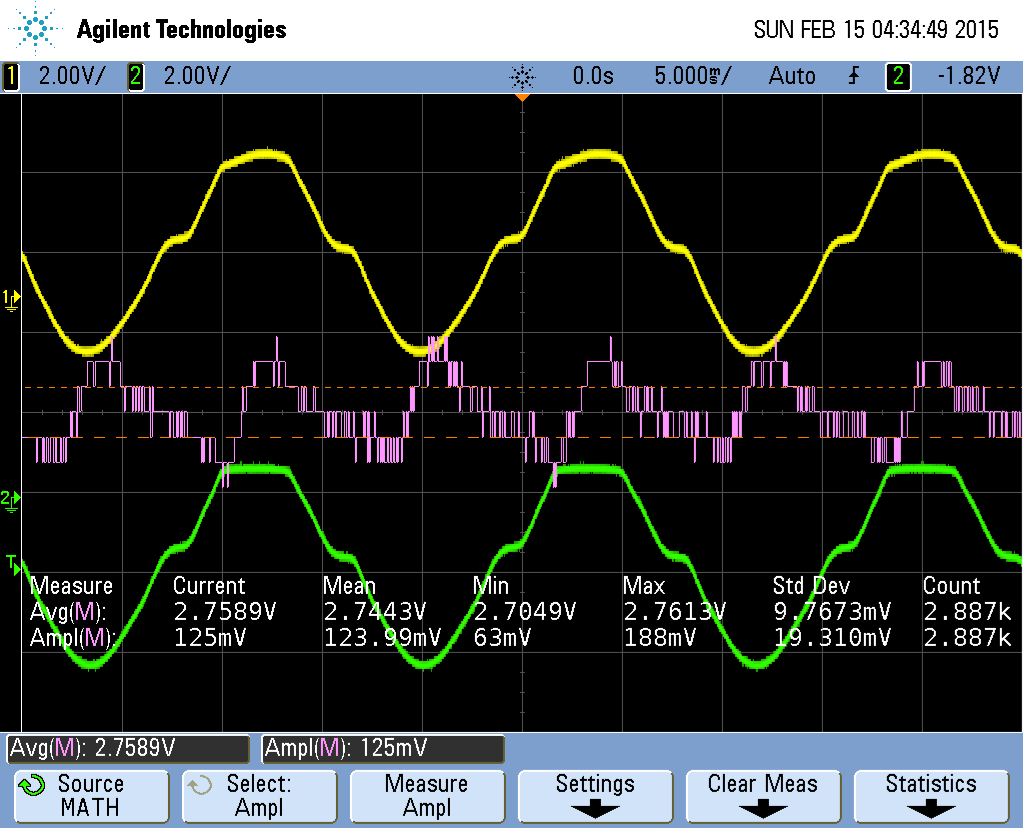 Agilent Technologies SUN FEB 15 04:34:49 2015
1 2.00V/ 2 2.00V/ 0.0s 5.000ms/ Auto 2 -1.82V
1
2
T
Measure Current Mean Min Max Std Dev Count
Avg(M): 2.7589V 2.7443V 2.7049V 2.7613V 9.7673mV 2.887k
Ampl(M): 125mV 123.99mV 63mV 188mV 19.310mV 2.887k
Avg(M): 2.7589V Ampl(M): 125mV
Source Select: Measure Settings Clear Meas Statistics
MATH Ampl Ampl